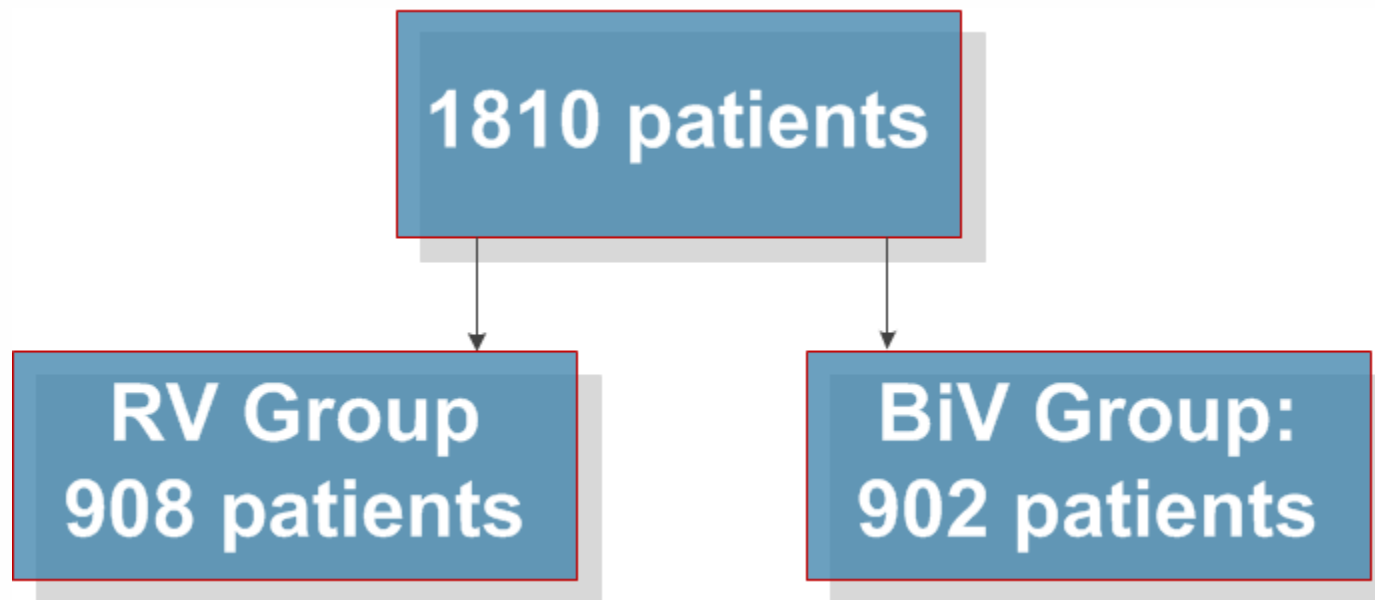 1810 patients
RV Group
908 patients
BiV Group:
902 patients